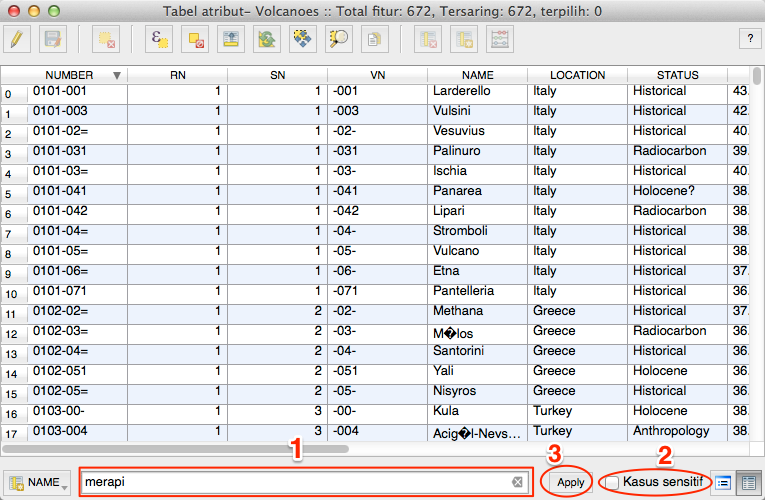 Tabel atribut- Volcanoes :: Total fitur: 672, Tersaring: 672, terpilih: 0
?
NUMBER RN SN VN NAME LOCATION STATUS
0 0101-001 1 1 -001 Larderello Italy Historical 43.
1 0101-003 1 1 -003 Vulsini Italy Historical 42.
2 0101-02= 1 1 -02- Vesuvius Italy Historical 40.
3 0101-031 1 1 -031 Palinuro Italy Radiocarbon 39.
4 0101-03= 1 1 -03- Ischia Italy Historical 40.
5 0101-041 1 1 -041 Panarea Italy Holocene? 38.
6 0101-042 1 1 -042 Lipari Italy Radiocarbon 38.
7 0101-04= 1 1 -04- Stromboli Italy Historical 38.
8 0101-05= 1 1 -05- Vulcano Italy Historical 38.
9 0101-06= 1 1 -06- Etna Italy Historical 37.
10 0101-071 1 1 -071 Pantelleria Italy Historical 36.
11 0102-02= 1 2 -02- Methana Greece Historical 37.
12 0102-03= 1 2 -03- M�los Greece Radiocarbon 36.
13 0102-04= 1 2 -04- Santorini Greece Historical 36.
14 0102-051 1 2 -051 Yali Greece Holocene 36.
15 0102-05= 1 2 -05- Nisyros Greece Historical 36.
16 0103-00- 1 3 -00- Kula Turkey Holocene 38.
17 0103-004 1 3 -004 Acig�l-Nevs... Turkey Anthropology 38.
1 3 2
NAME merapi Apply Kasus sensitif